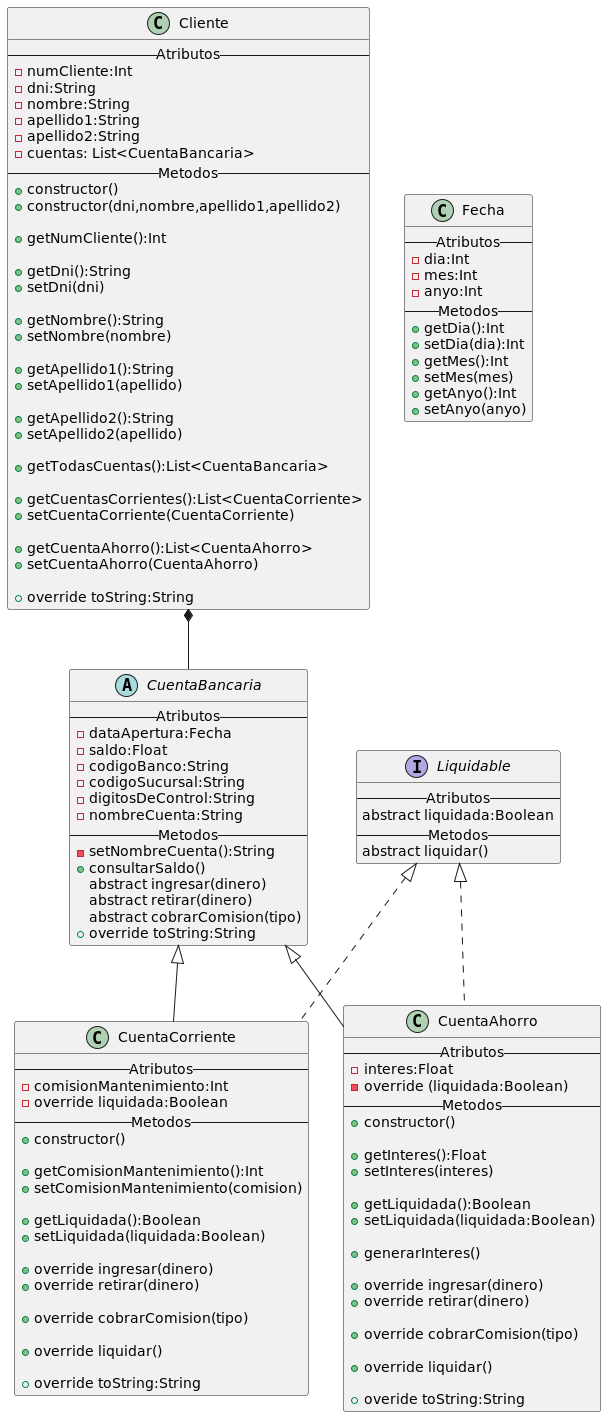 C Cliente
Atributos
numCliente:Int
dni:String
nombre:String
apellido1:String
apellido2:String
cuentas: List<CuentaBancaria>
Metodos
constructor()
constructor(dni,nombre,apellido1,apellido2)
getNumCliente():Int
getDni():String
setDni(dni)
getNombre():String
setNombre(nombre)
getApellido1():String
setApellido1(apellido)
getApellido2():String
setApellido2(apellido)
getTodasCuentas():List<CuentaBancaria>
getCuentasCorrientes():List<CuentaCorriente>
setCuentaCorriente(CuentaCorriente)
getCuentaAhorro():List<CuentaAhorro>
setCuentaAhorro(CuentaAhorro)
override toString:String
C Fecha
Atributos
dia:Int
mes:Int
anyo:Int
Metodos
getDia():Int
setDia(dia):Int
getMes():Int
setMes(mes)
getAnyo():Int
setAnyo(anyo)
A CuentaBancaria
Atributos
dataApertura:Fecha
saldo:Float
codigoBanco:String
codigoSucursal:String
digitosDeControl:String
nombreCuenta:String
Metodos
setNombreCuenta():String
consultarSaldo()
abstract ingresar(dinero)
abstract retirar(dinero)
abstract cobrarComision(tipo)
override toString:String
I Liquidable
Atributos
abstract liquidada:Boolean
Metodos
abstract liquidar()
C CuentaCorriente
Atributos
comisionMantenimiento:Int
override liquidada:Boolean
Metodos
constructor()
getComisionMantenimiento():Int
setComisionMantenimiento(comision)
getLiquidada():Boolean
setLiquidada(liquidada:Boolean)
override ingresar(dinero)
override retirar(dinero)
override cobrarComision(tipo)
override liquidar()
override toString:String
C CuentaAhorro
Atributos
interes:Float
override (liquidada:Boolean)
Metodos
constructor()
getInteres():Float
setInteres(interes)
getLiquidada():Boolean
setLiquidada(liquidada:Boolean)
generarInteres()
override ingresar(dinero)
override retirar(dinero)
override cobrarComision(tipo)
override liquidar()
overide toString:String